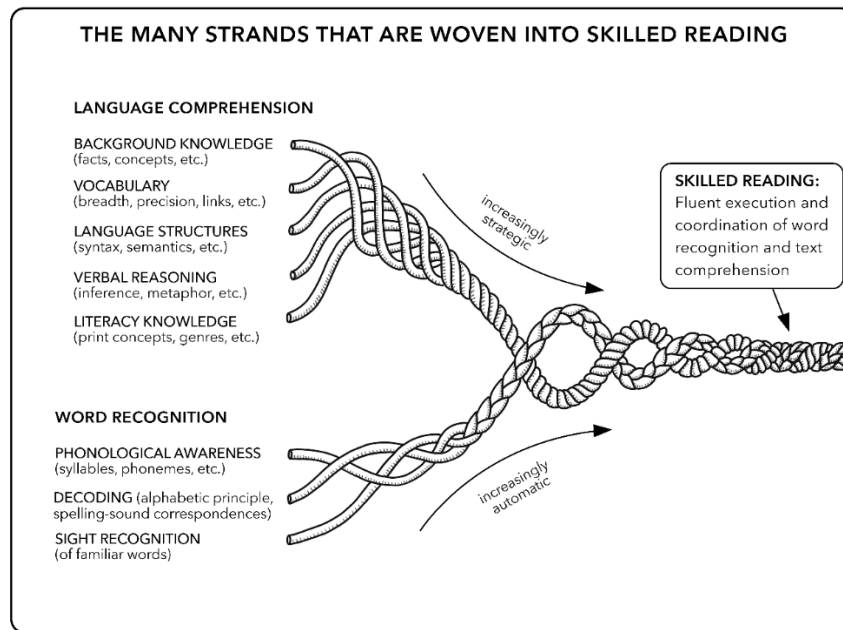 THE MANY STRANDS THAT ARE WOVEN INTO SKILLED READING
LANGUAGE COMPREHENSION
BACKGROUND KNOWLEDGE
(facts, concepts, etc.)
VOCABULARY
(breadth, precision, links, etc.)
LANGUAGE STRUCTURES
(syntax, semantics, etc.)
VERBAL REASONING
(inference, metaphor, etc.)
LITERACY KNOWLEDGE
(print concepts, genres, etc.)
increasingly
strategic
SKILLED READING:
Fluent execution and
coordination of word
recognition and text
comprehension
WORD RECOGNITION
PHONOLOGICAL AWARENESS
(syllables, phonemes, etc.)
DECODING (alphabetic principle,
spelling-sound correspondences)
SIGHT RECOGNITION
(of familiar words)
increasingly
automatic